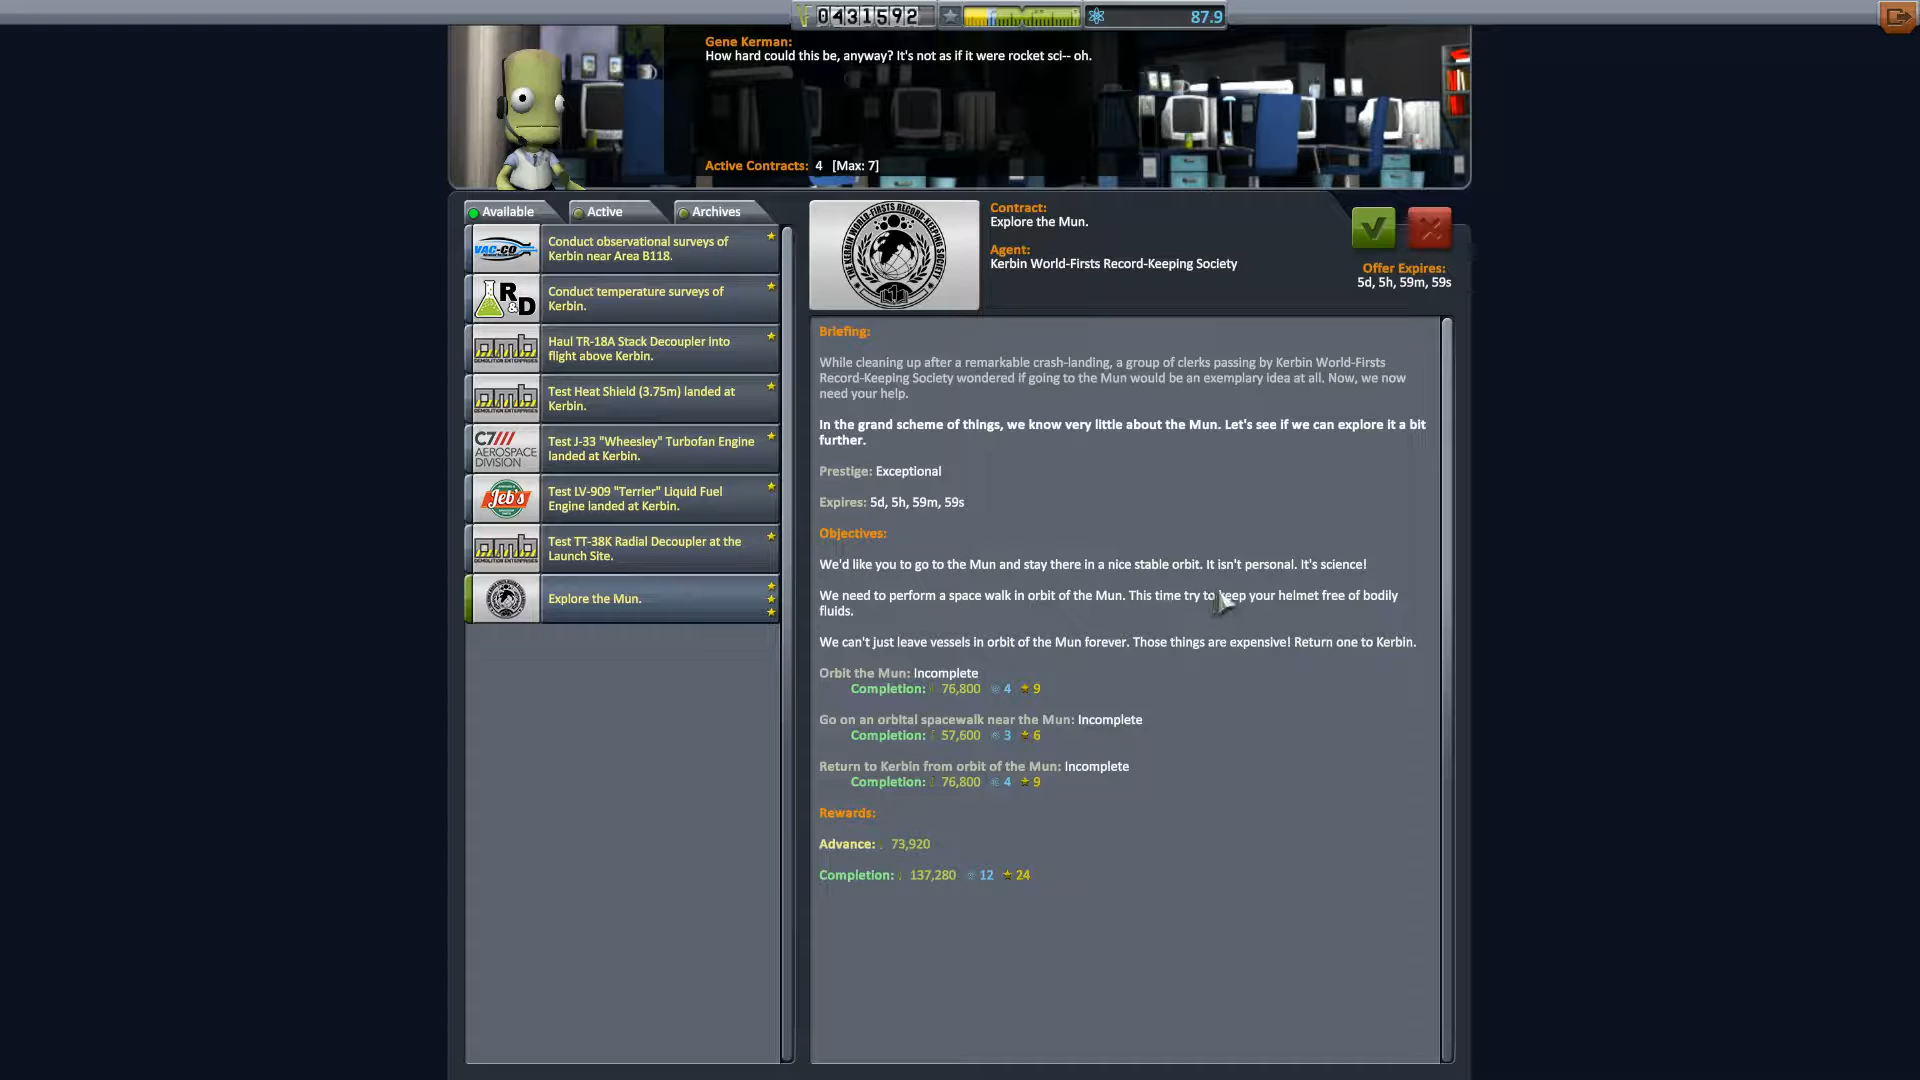 0431592
87.9
Gene Kerman:
How hard could this be, anyway? It's not as if it were rocket sci-- oh.
Active Contracts: 4 [Max: 7]
Available
Active
Archives
VAC-CO
Conduct observational surveys of
Kerbin near Area B118.
R&D
Conduct temperature surveys of
Kerbin.
Haul TR-18A Stack Decoupler into
flight above Kerbin.
Test Heat Shield (3.75m) landed at
Kerbin.
C7
AEROSPACE
DIVISION
Test J-33 "Wheesley" Turbofan Engine
landed at Kerbin.
Jeb's
Test LV-909 "Terrier" Liquid Fuel
Engine landed at Kerbin.
Test TT-38K Radial Decoupler at the
Launch Site.
Explore the Mun.
THE KERBIN WORLD-FIRSTS RECORD-KEEPING SOCIETY
Contract:
Explore the Mun.
Agent:
Kerbin World-Firsts Record-Keeping Society
Offer Expires:
5d, 5h, 59m, 59s
Briefing:
While cleaning up after a remarkable crash-landing, a group of clerks passing by Kerbin World-Firsts
Record-Keeping Society wondered if going to the Mun would be an exemplary idea at all. Now, we now
need your help.
In the grand scheme of things, we know very little about the Mun. Let's see if we can explore it a bit
further.
Prestige: Exceptional
Expires: 5d, 5h, 59m, 59s
Objectives:
We'd like you to go to the Mun and stay there in a nice stable orbit. It isn't personal. It's science!
We need to perform a space walk in orbit of the Mun. This time try to keep your helmet free of bodily
fluids.
We can't just leave vessels in orbit of the Mun forever. Those things are expensive! Return one to Kerbin.
Orbit the Mun: Incomplete
Completion: 76,800 4 9
Go on an orbital spacewalk near the Mun: Incomplete
Completion: 57,600 3 6
Return to Kerbin from orbit of the Mun: Incomplete
Completion: 76,800 4 9
Rewards:
Advance: 73,920
Completion: 137,280 12 24